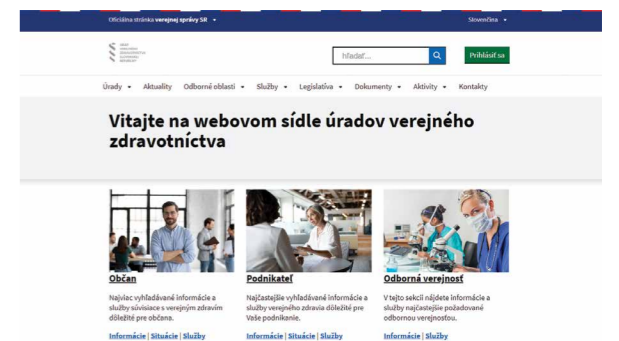 Oficiálna stránka verejnej správy SR
Slovenčina
hľadať...
Prihlásiť sa
Úrady Aktuality Odborné oblasti Služby Legislatíva Dokumenty Aktivity Kontakty
Vitajte na webovom sídle úradov verejného
zdravotníctva
Občan
Najviac vyhľadávané informácie a
služby súvisiace s verejným zdravím
dôležité pre občana.
Informácie | Situácie | Služby
Podnikateľ
Najčastejšie vyhľadávané informácie a
služby verejného zdravia dôležité pre
Vaše podnikanie.
Informácie | Situácie | Služby
Odborná verejnosť
V tejto sekcii nájdete informácie a
služby najčastejšie požadované
odbornou verejnosťou.
Informácie | Služby